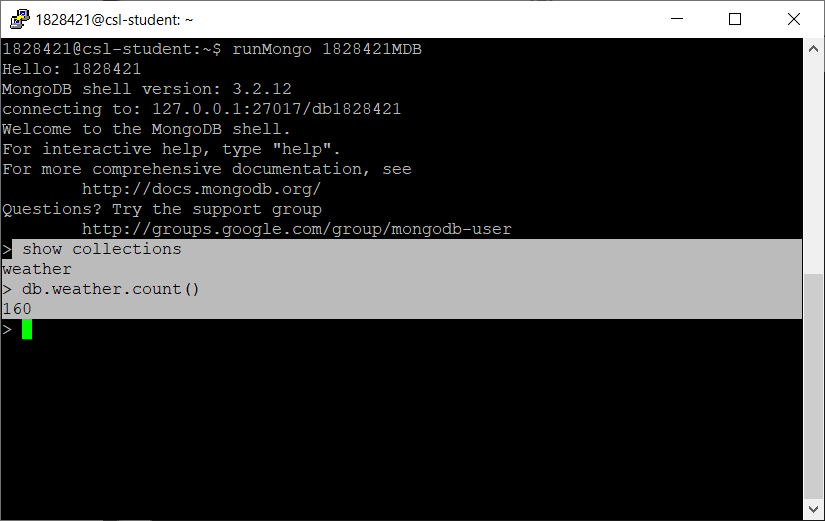 1828421@csl-student: ~
1828421@csl-student:~$ runMongo 1828421MDB
Hello: 1828421
MongoDB shell version: 3.2.12
connecting to: 127.0.0.1:27017/db1828421
Welcome to the MongoDB shell.
For interactive help, type "help".
For more comprehensive documentation, see
        http://docs.mongodb.org/
Questions? Try the support group
        http://groups.google.com/group/mongodb-user
> show collections
weather
> db.weather.count()
160
>